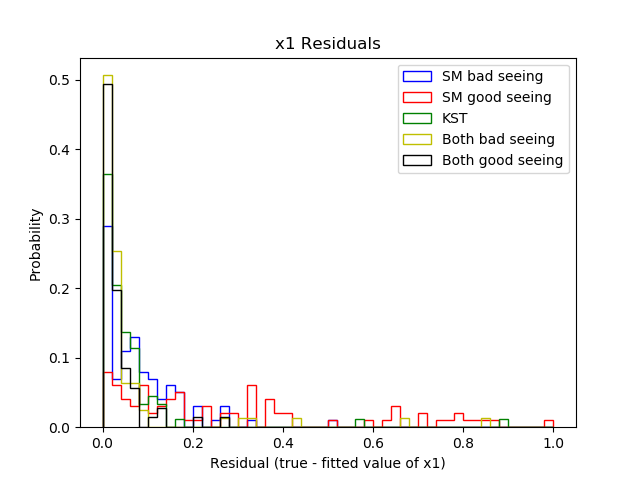 x1 Residuals
SM bad seeing
SM good seeing
KST
Both bad seeing
Both good seeing
Probability
0.5
0.4
0.3
0.2
0.1
0.0
0.0 0.2 0.4 0.6 0.8 1.0
Residual (true - fitted value of x1)